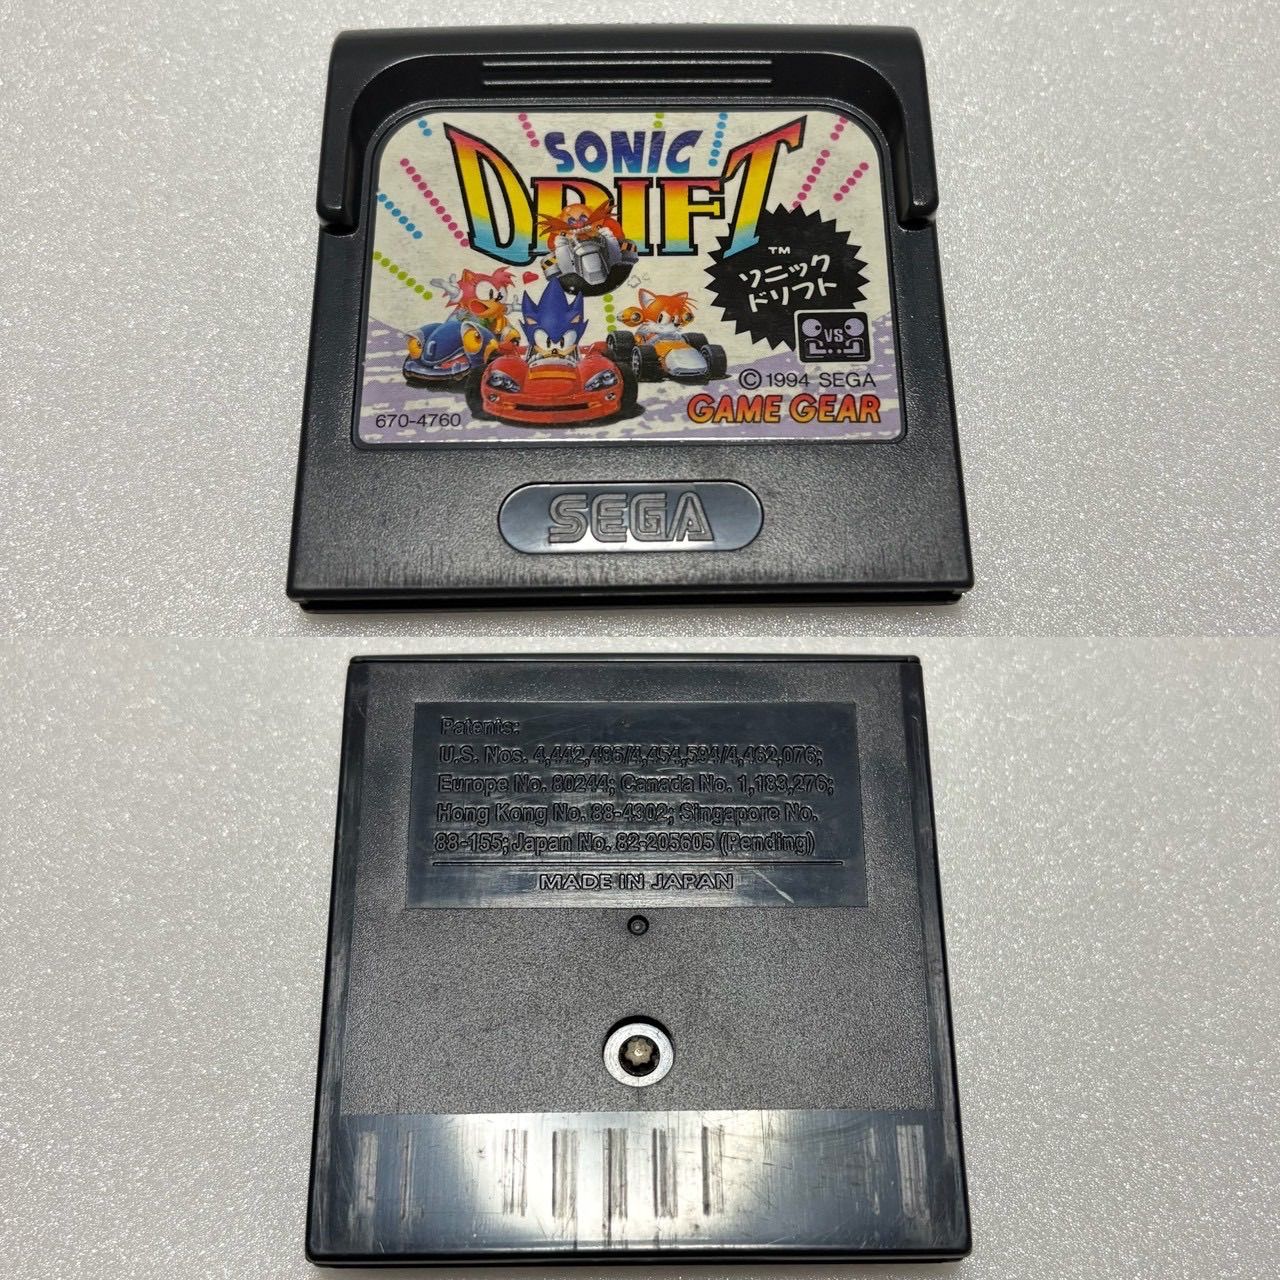 SONIC
DRIFT
TM
ソニック
ドリフト
VS
© 1994 SEGA
670-4760
GAME GEAR
SEGA
Patents:
U.S. Nos. 4,442,486/4,454,594/4,462,076;
Europe No. 80244; Canada No. 1,183,276;
Hong Kong No. 88-4302; Singapore No.
88-155; Japan No. 82-205605 (Pending)
MADE IN JAPAN